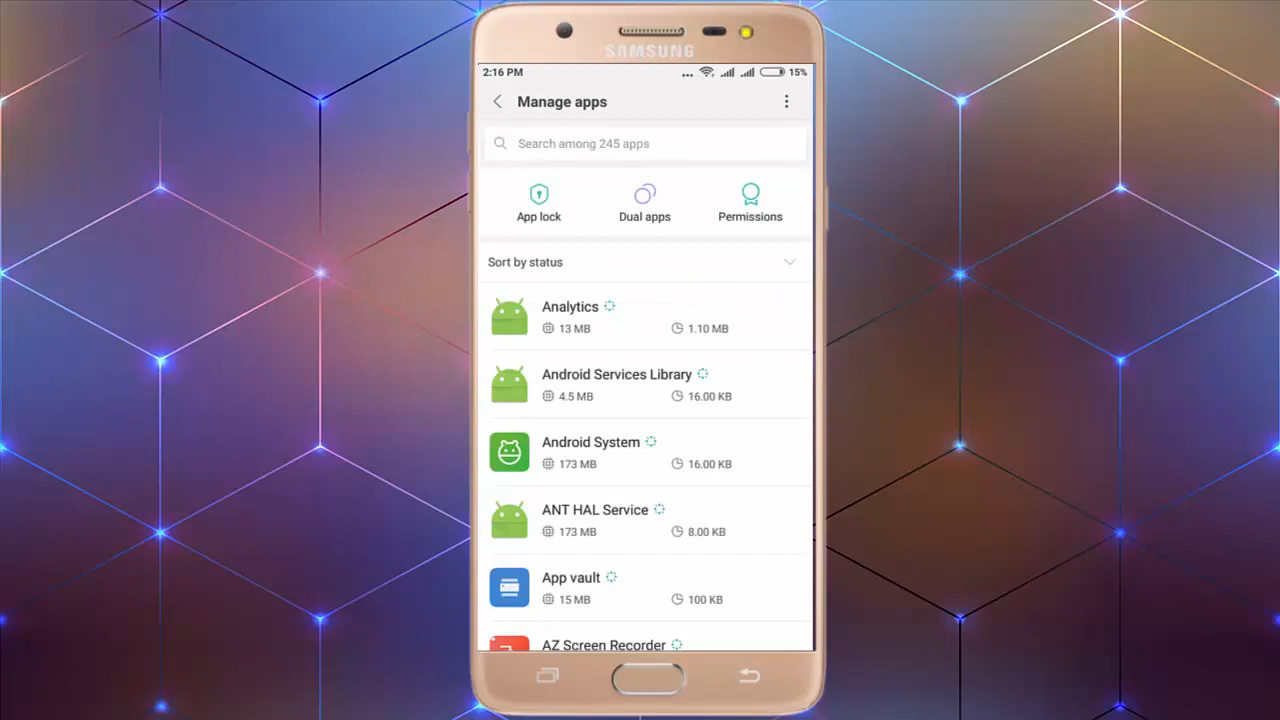 SAMSUNG
2:16 PM ... 15%
Manage apps
Search among 245 apps
App lock Dual apps Permissions
Sort by status
Analytics
13 MB 1.10 MB
Android Services Library
4.5 MB 16.00 KB
Android System
173 MB 16.00 KB
ANT HAL Service
173 MB 8.00 KB
App vault
15 MB 100 KB
AZ Screen Recorder